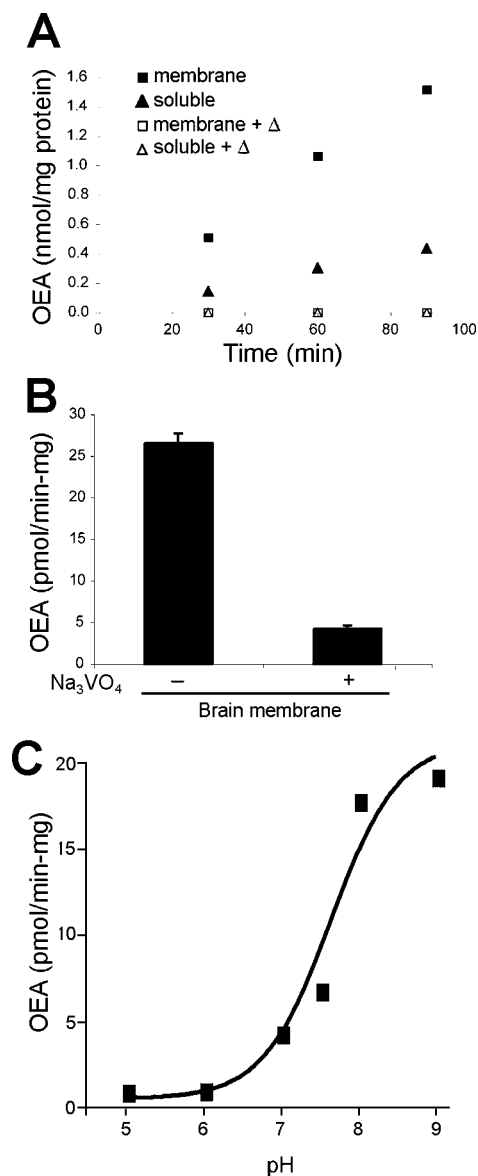 A
membrane
soluble
membrane + Δ
soluble + Δ
1.6
1.4
1.2
1.0
0.8
0.6
0.4
0.2
0.0
OEA (nmol/mg protein)
0
20
40
60
80
100
Time (min)
B
30
25
20
15
10
5
0
OEA (pmol/min-mg)
Na₃VO₄
–
+
Brain membrane
C
20
15
10
5
0
OEA (pmol/min-mg)
5
6
7
8
9
pH